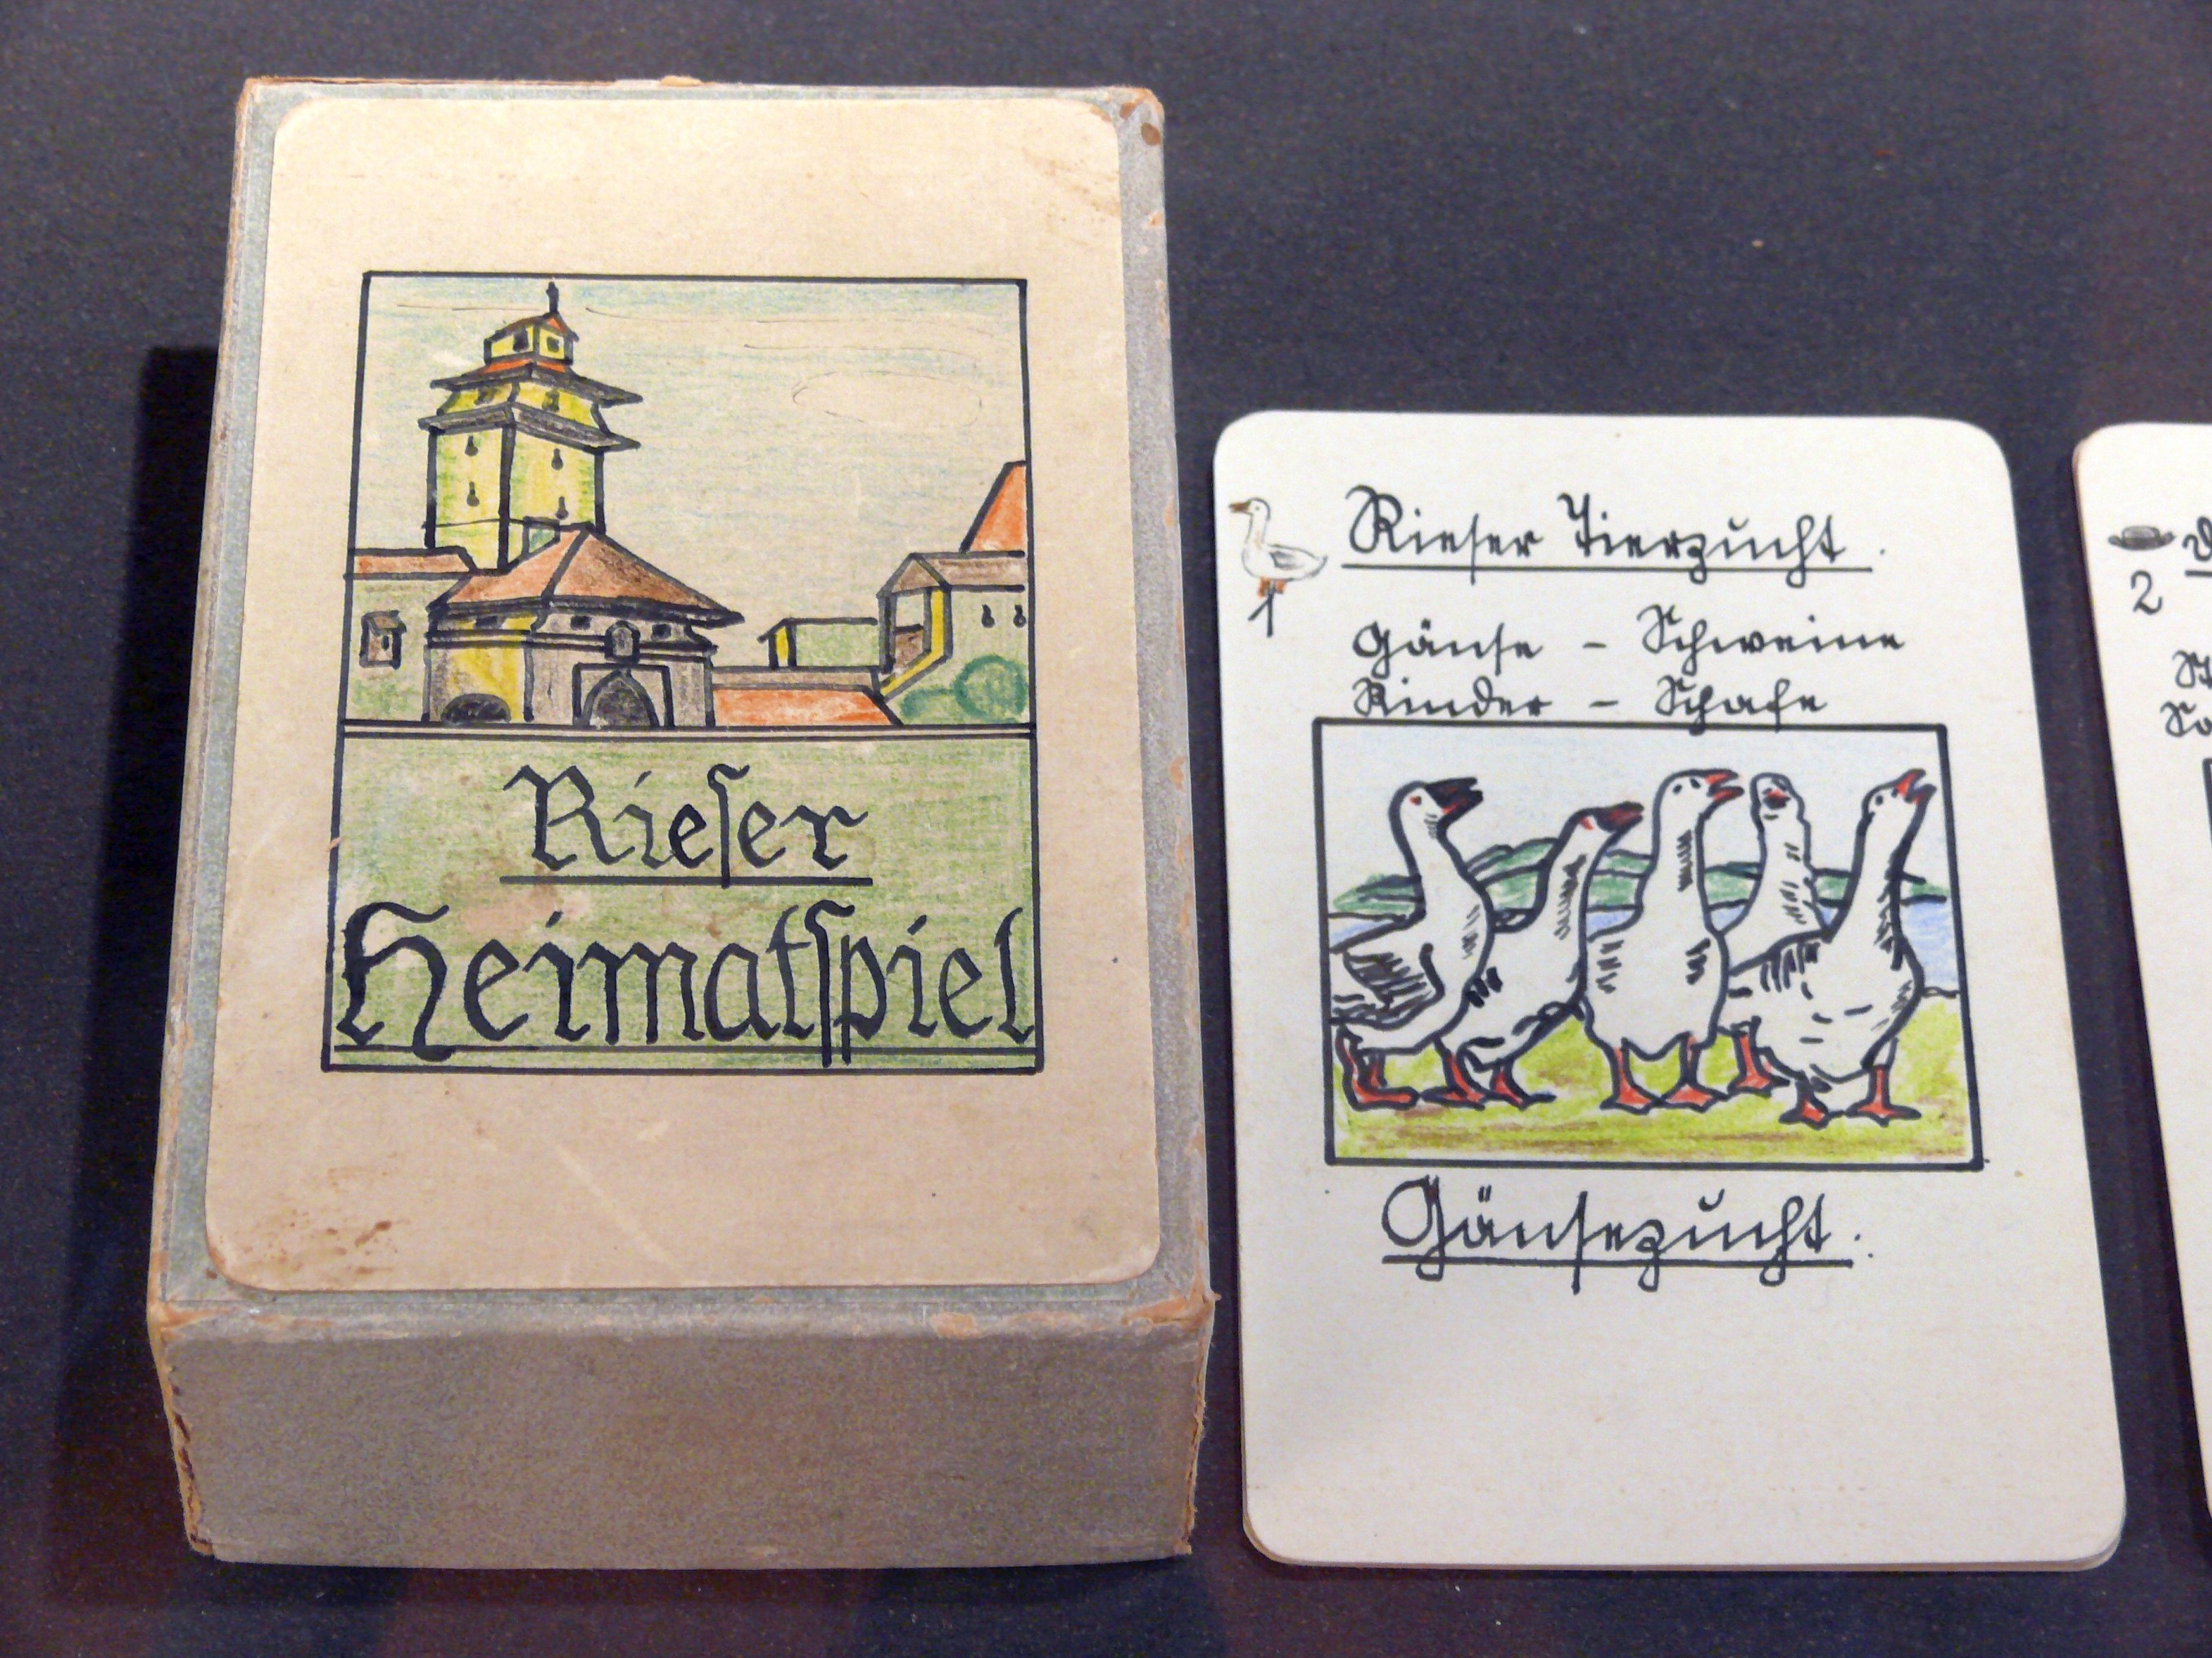 Rieser
Heimatspiel
Rieser Tierzucht.
1
Gänse - Schweine
Rinder - Schafe
Gänsezucht.
2